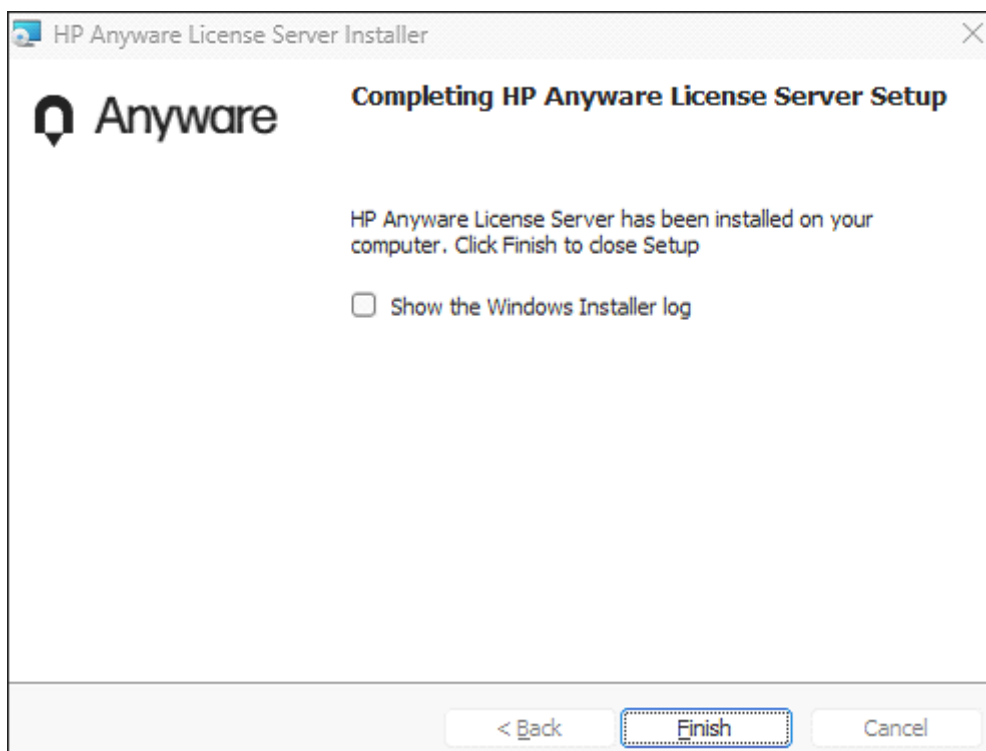 HP Anyware License Server Installer
Anyware
Completing HP Anyware License Server Setup
HP Anyware License Server has been installed on your
computer. Click Finish to close Setup
Show the Windows Installer log
< Back
Finish
Cancel